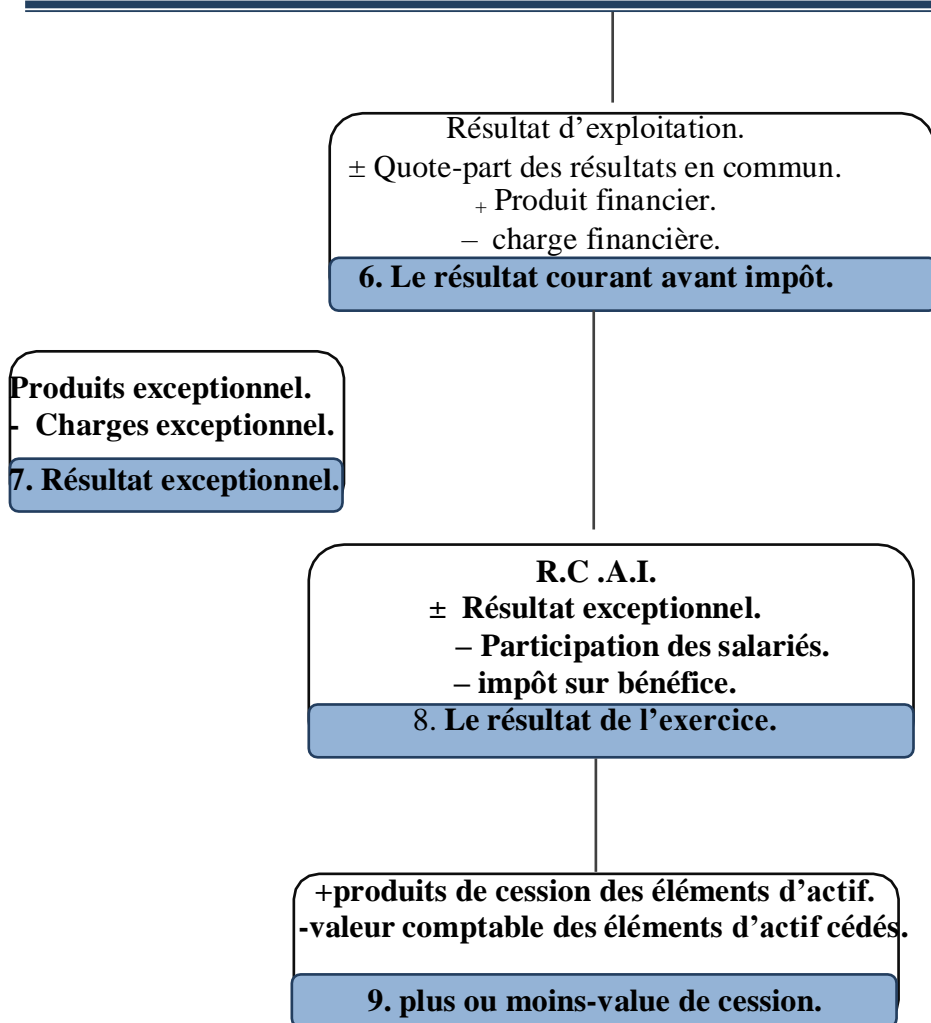 Résultat d’exploitation.
± Quote-part des résultats en commun.
+ Produit financier.
– charge financière.
6. Le résultat courant avant impôt.
Produits exceptionnel.
- Charges exceptionnel.
7. Résultat exceptionnel.
R.C .A.I.
± Résultat exceptionnel.
– Participation des salariés.
– impôt sur bénéfice.
8. Le résultat de l’exercice.
+produits de cession des éléments d’actif.
-valeur comptable des éléments d’actif cédés.
9. plus ou moins-value de cession.